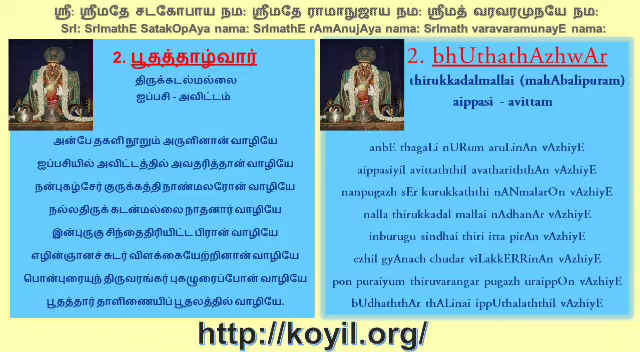 ஸ்ரீ: ஸ்ரீமதே சடகோபாய நம: ஸ்ரீமதே ராமாநுஜாய நம: ஸ்ரீமத் வரவரமுநயே நம:
SrI: SrImathE SatakOpAya nama: SrImathE rAmAnujAya nama: SrImath varavaramunayE nama:
2. பூதத்தாழ்வார்
திருக்கடல்மல்லை
ஐப்பசி - அவிட்டம்
அன்பே தகளி நூறும் அருளினான் வாழியே
ஐப்பசியில் அவிட்டத்தில் அவதரித்தான் வாழியே
நன்புகழ்சேர் குருக்கத்தி நாண்மலரோன் வாழியே
நல்லதிருக் கடன்மல்லை நாதனார் வாழியே
இன்புருகு சிந்தைதிரியிட்ட பிரான் வாழியே
எழின்ஞானச் சுடர் விளக்கையேற்றினான் வாழியே
பொன்புரையுந் திருவரங்கர் புகழுரைப்போன் வாழியே
பூதத்தார் தாளிணையிப் பூதலத்தில் வாழியே.
2. bhUthathAzhwAr
thirukkadalmallai (mahAbalipuram)
aippasi - avittam
anbE thagaLi nURum aruLinAn vAzhiyE
aippasiyil avittaththil avathariththAn vAzhiyE
nanpugazh sEr kurukkaththi nANmalarOn vAzhiyE
nalla thirukkadal mallai nAdhanAr vAzhiyE
inburugu sindhai thiri itta pirAn vAzhiyE
ezhil gyAnach chudar viLakkERRinAn vAzhiyE
pon puraiyum thiruvarangar pugazh uraippOn vAzhiyE
bUdhaththAr thALinai ippUthalaththil vAzhiyE
http://koyil.org/